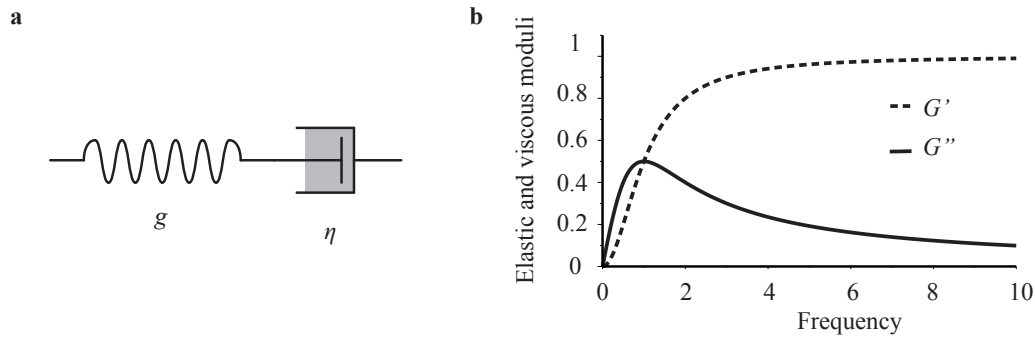 a
g
η
b
Elastic and viscous moduli
1
0.8
0.6
0.4
0.2
0
0 2 4 6 8 10
Frequency
G’
G’’